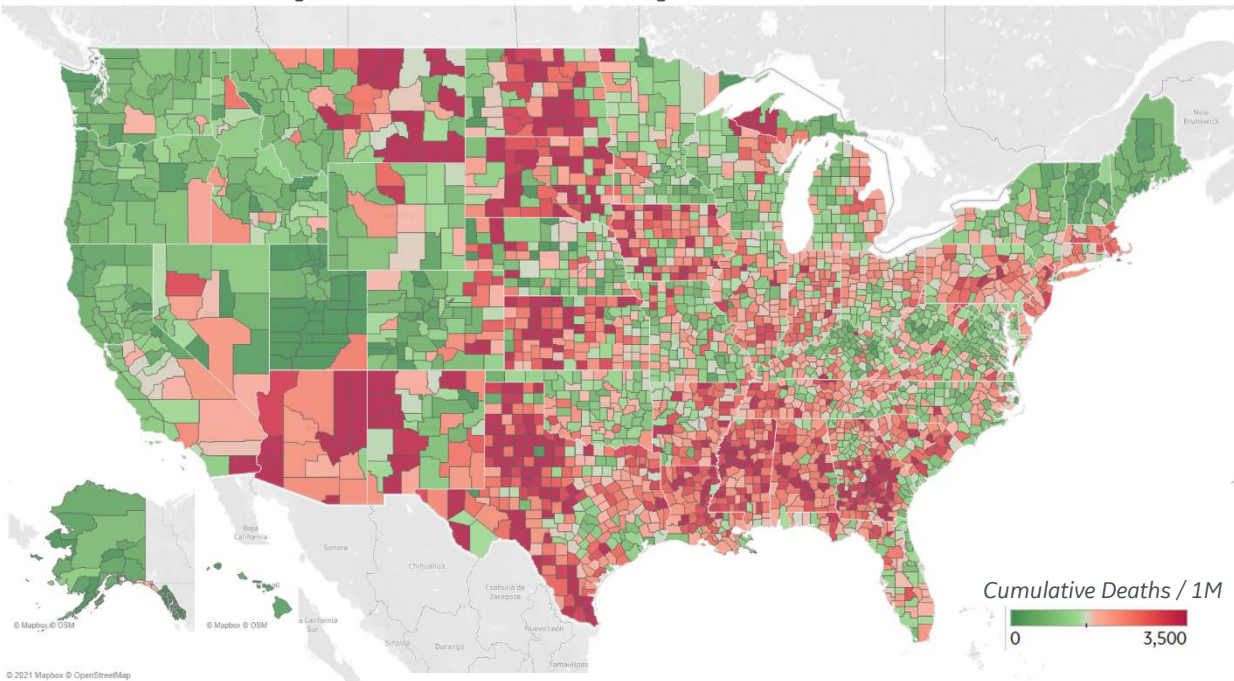 New
Brunswick
Baja
California
Sonora
Chihuahua
Coahuila de
Zaragoza
Nuevo León
Tamaulipas
Durango
Sinaloa
a California
Sur
Cumulative Deaths / 1M
0
3,500
© Mapbox © OSM
© Mapbox © OSM
© 2021 Mapbox © OpenStreetMap